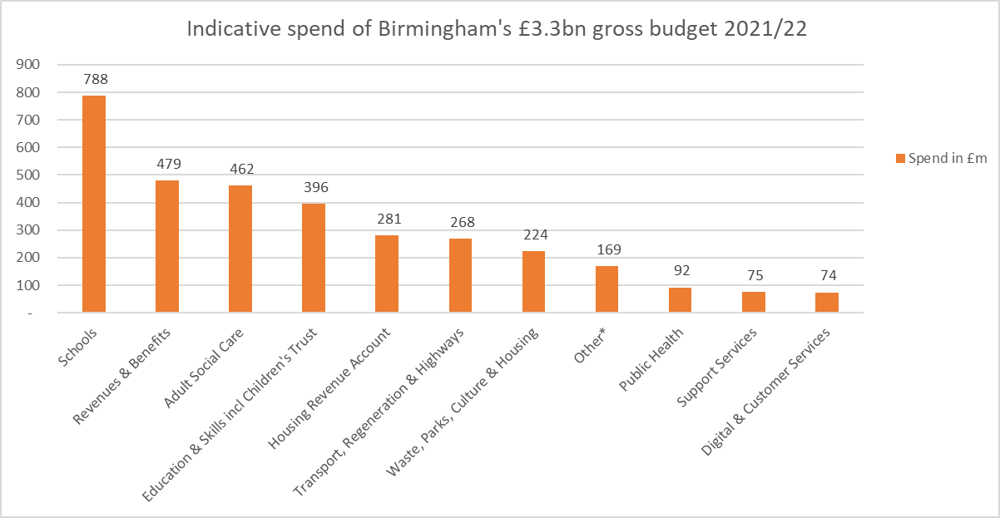 Indicative spend of Birmingham's £3.3bn gross budget 2021/22
900
800
700
600
500
400
300
200
100
-
788
479
462
396
281
268
224
169
92
75
74
Schools
Revenues & Benefits
Adult Social Care
Education & Skills incl Children's Trust
Housing Revenue Account
Transport, Regeneration & Highways
Waste, Parks, Culture & Housing
Other*
Public Health
Support Services
Digital & Customer Services
Spend in £m